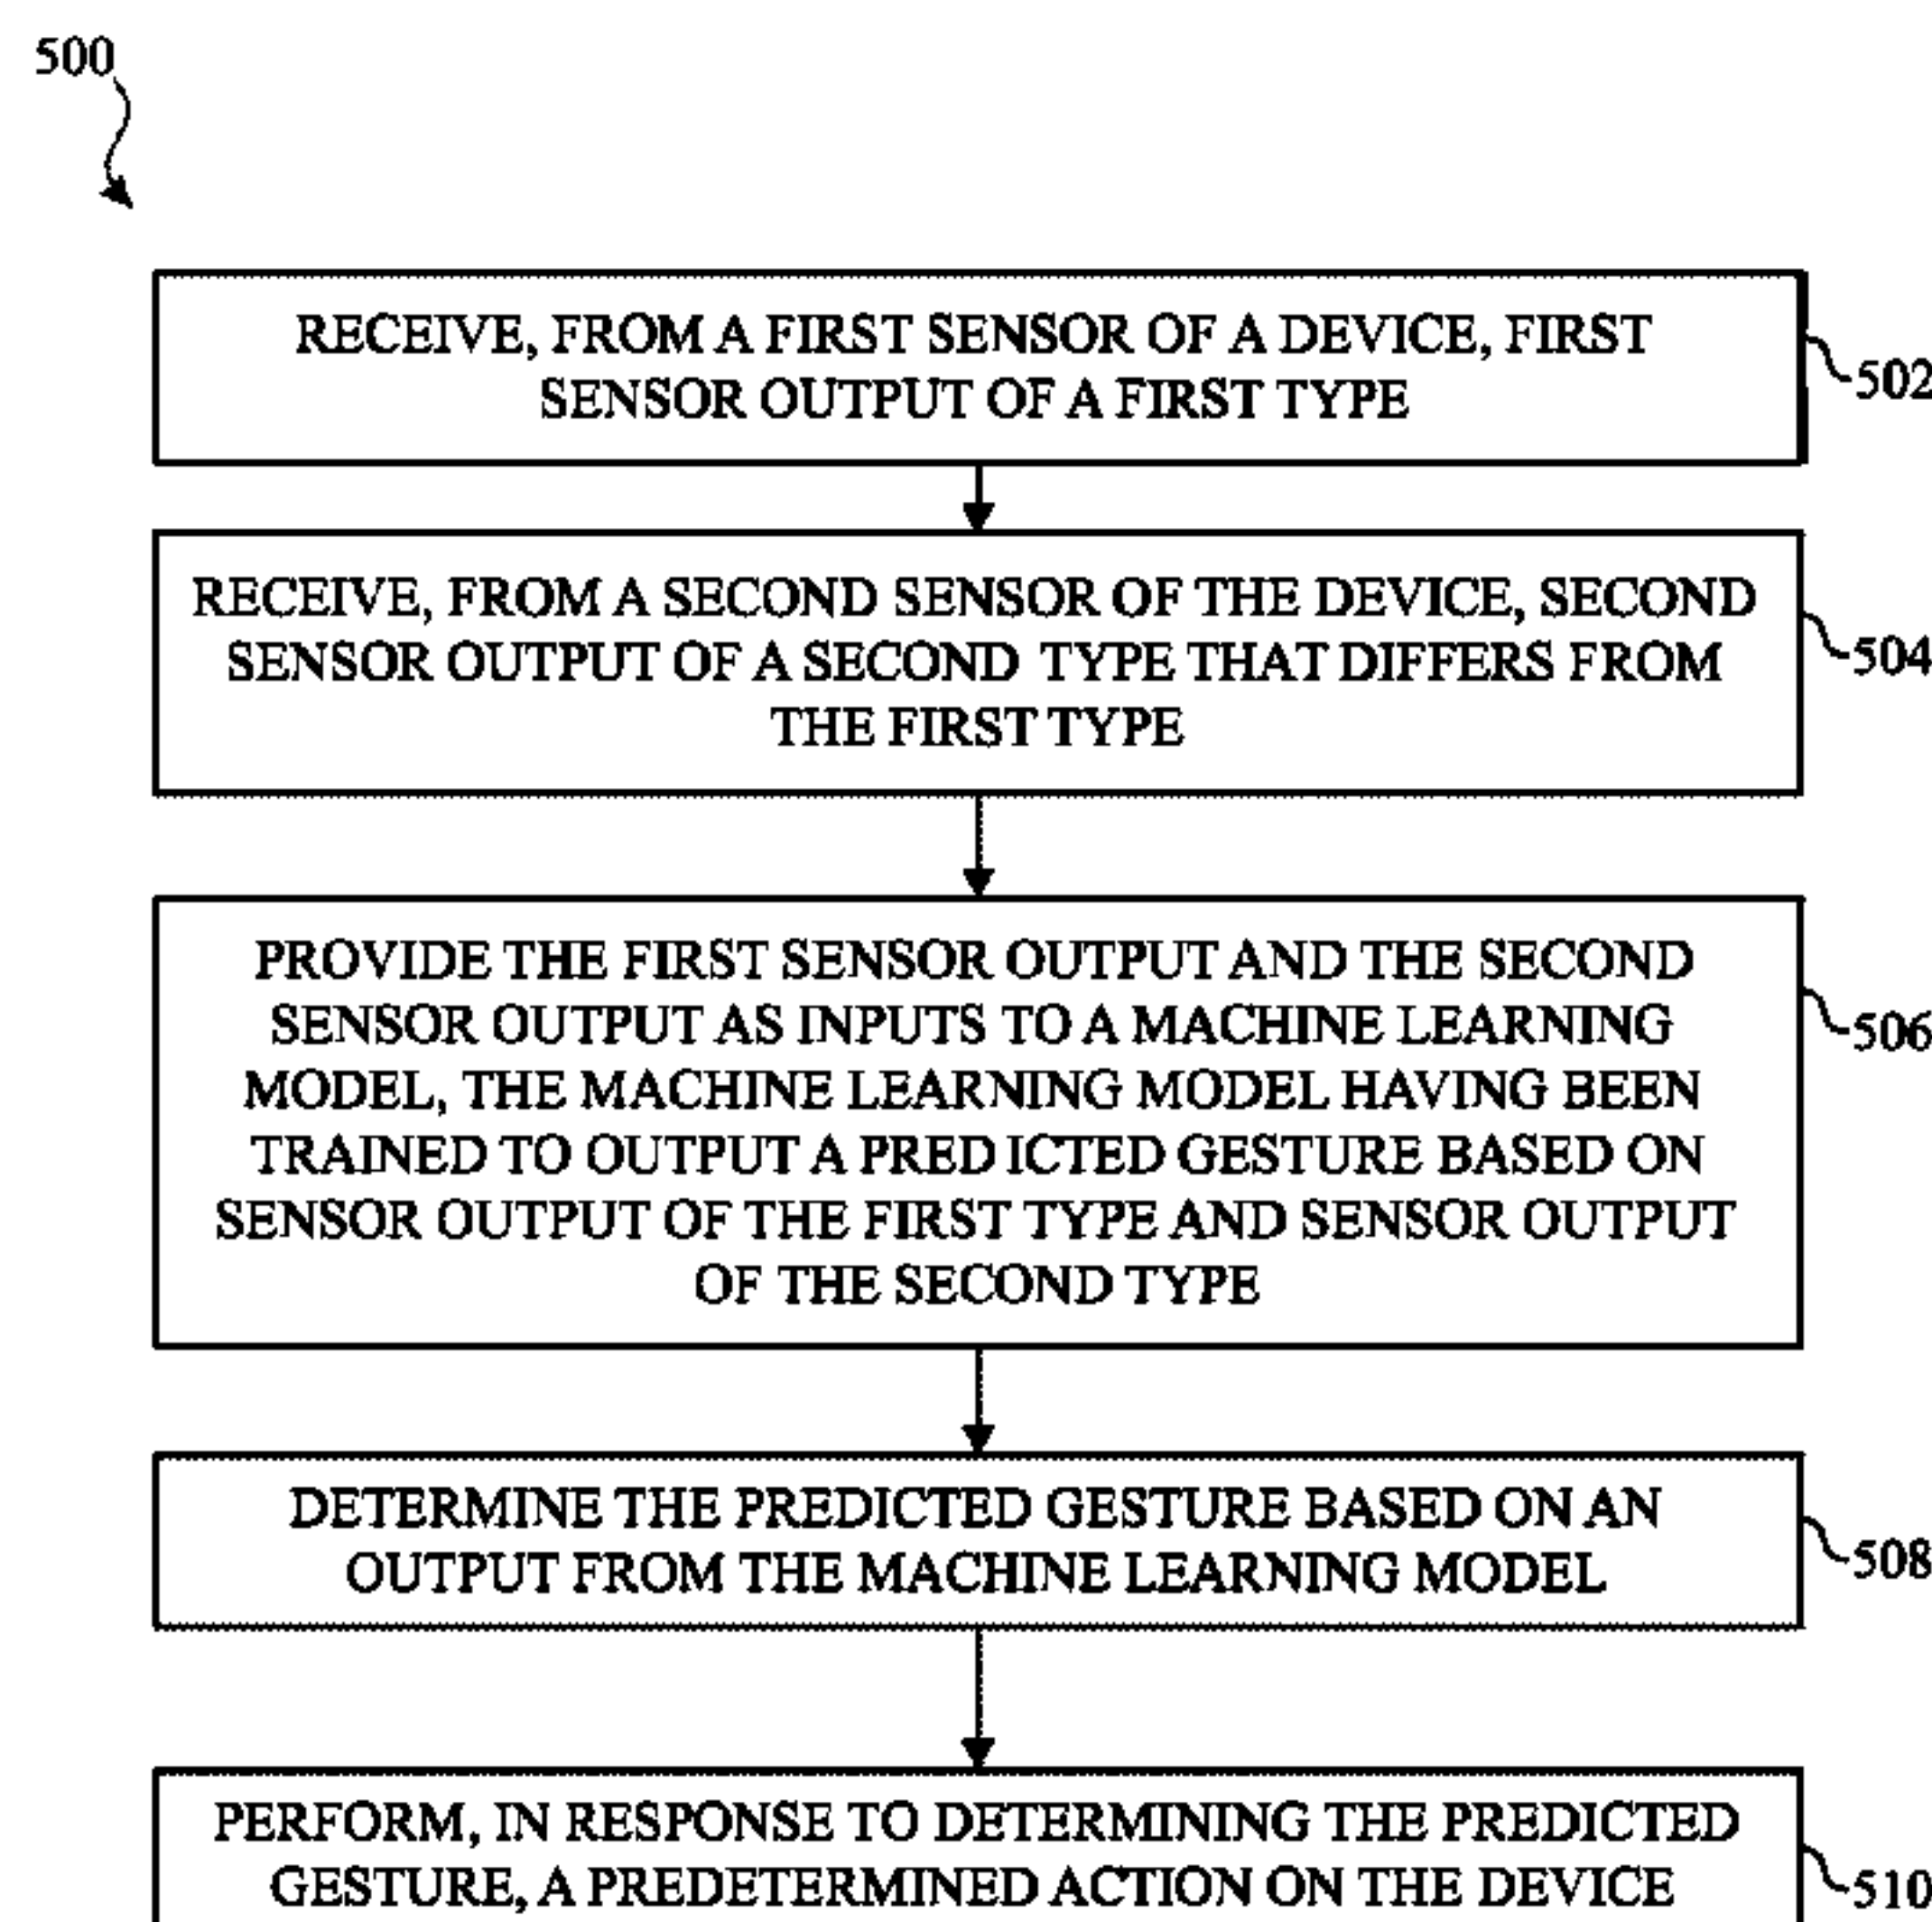 500
RECEIVE, FROM A FIRST SENSOR OF A DEVICE, FIRST
SENSOR OUTPUT OF A FIRST TYPE
502
RECEIVE, FROM A SECOND SENSOR OF THE DEVICE, SECOND
SENSOR OUTPUT OF A SECOND TYPE THAT DIFFERS FROM
THE FIRST TYPE
504
PROVIDE THE FIRST SENSOR OUTPUT AND THE SECOND
SENSOR OUTPUT AS INPUTS TO A MACHINE LEARNING
MODEL, THE MACHINE LEARNING MODEL HAVING BEEN
TRAINED TO OUTPUT A PRED ICTED GESTURE BASED ON
SENSOR OUTPUT OF THE FIRST TYPE AND SENSOR OUTPUT
OF THE SECOND TYPE
506
DETERMINE THE PREDICTED GESTURE BASED ON AN
OUTPUT FROM THE MACHINE LEARNING MODEL
508
PERFORM, IN RESPONSE TO DETERMINING THE PREDICTED
GESTURE, A PREDETERMINED ACTION ON THE DEVICE
510